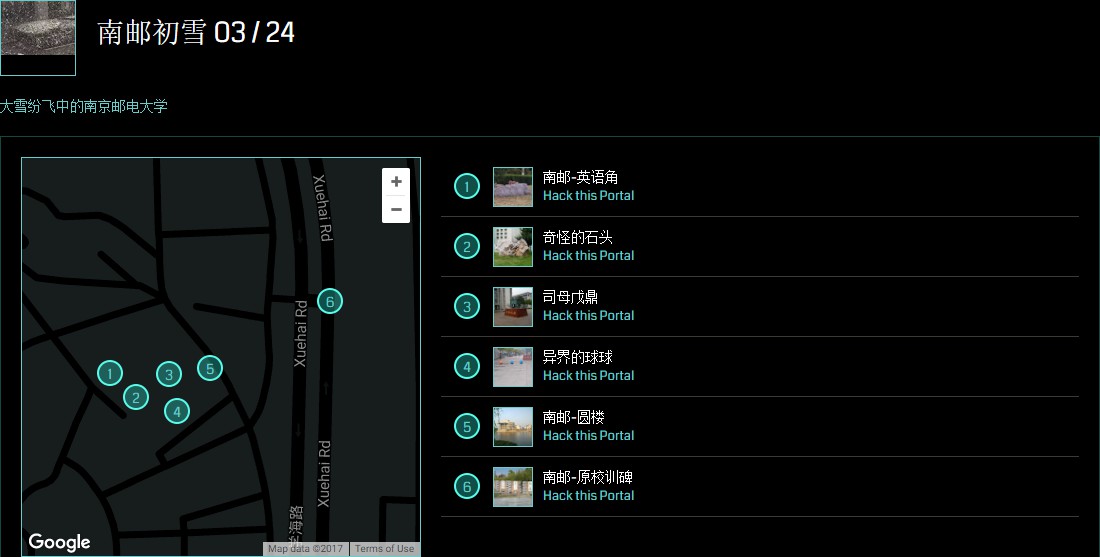 南邮初雪 03 / 24
大雪纷飞中的南京邮电大学
Xuehai Rd
Xuehai Rd
Xuehai Rd
学海路
+
−
1
2
3
4
5
6
Google
Map data ©2017
Terms of Use
1
南邮-英语角
Hack this Portal
2
奇怪的石头
Hack this Portal
3
司母戊鼎
Hack this Portal
4
异界的球球
Hack this Portal
5
南邮-圆楼
Hack this Portal
6
南邮-原校训碑
Hack this Portal